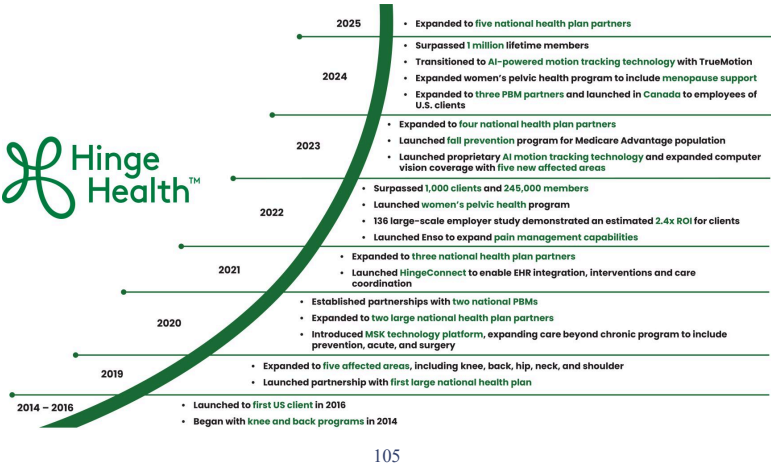 2025
• Expanded to five national health plan partners
2024
• Surpassed 1 million lifetime members
• Transitioned to AI-powered motion tracking technology with TrueMotion
• Expanded women's pelvic health program to include menopause support
• Expanded to three PBM partners and launched in Canada to employees of
U.S. clients
2023
• Expanded to four national health plan partners
• Launched fall prevention program for Medicare Advantage population
• Launched proprietary AI motion tracking technology and expanded computer
vision coverage with five new affected areas
Hinge
Health™
2022
• Surpassed 1,000 clients and 245,000 members
• Launched women's pelvic health program
• 136 large-scale employer study demonstrated an estimated 2.4x ROI for clients
• Launched Enso to expand pain management capabilities
2021
• Expanded to three national health plan partners
• Launched HingeConnect to enable EHR integration, interventions and care
coordination
2020
• Established partnerships with two national PBMs
• Expanded to two large national health plan partners
• Introduced MSK technology platform, expanding care beyond chronic program to include
prevention, acute, and surgery
2019
• Expanded to five affected areas, including knee, back, hip, neck, and shoulder
• Launched partnership with first large national health plan
2014 – 2016
• Launched to first US client in 2016
• Began with knee and back programs in 2014
105